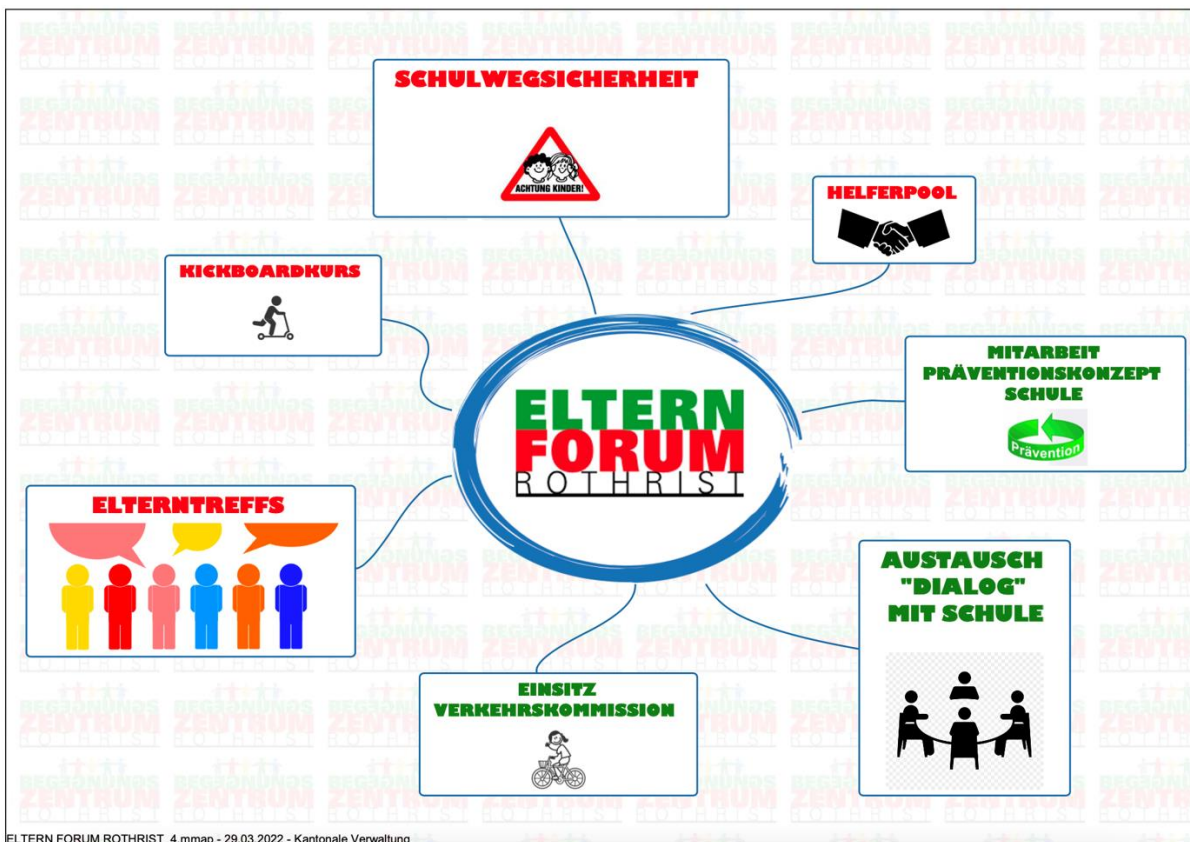 SCHULWEGSICHERHEIT
ACHTUNG KINDER!
HELFERPOOL
KICKBOARDKURS
MITARBEIT
PRÄVENTIONSKONZEPT
SCHULE
Prävention
ELTERN
FORUM
ROTHRIST
ELTERNTREFFS
AUSTAUSCH
"DIALOG"
MIT SCHULE
EINSITZ
VERKEHRSKOMMISSION
BEGEGNUNGS
ZENTRUM
ROTHRIST
ELTERN FORUM ROTHRIST_4.mmap - 29.03.2022 - Kantonale Verwaltung